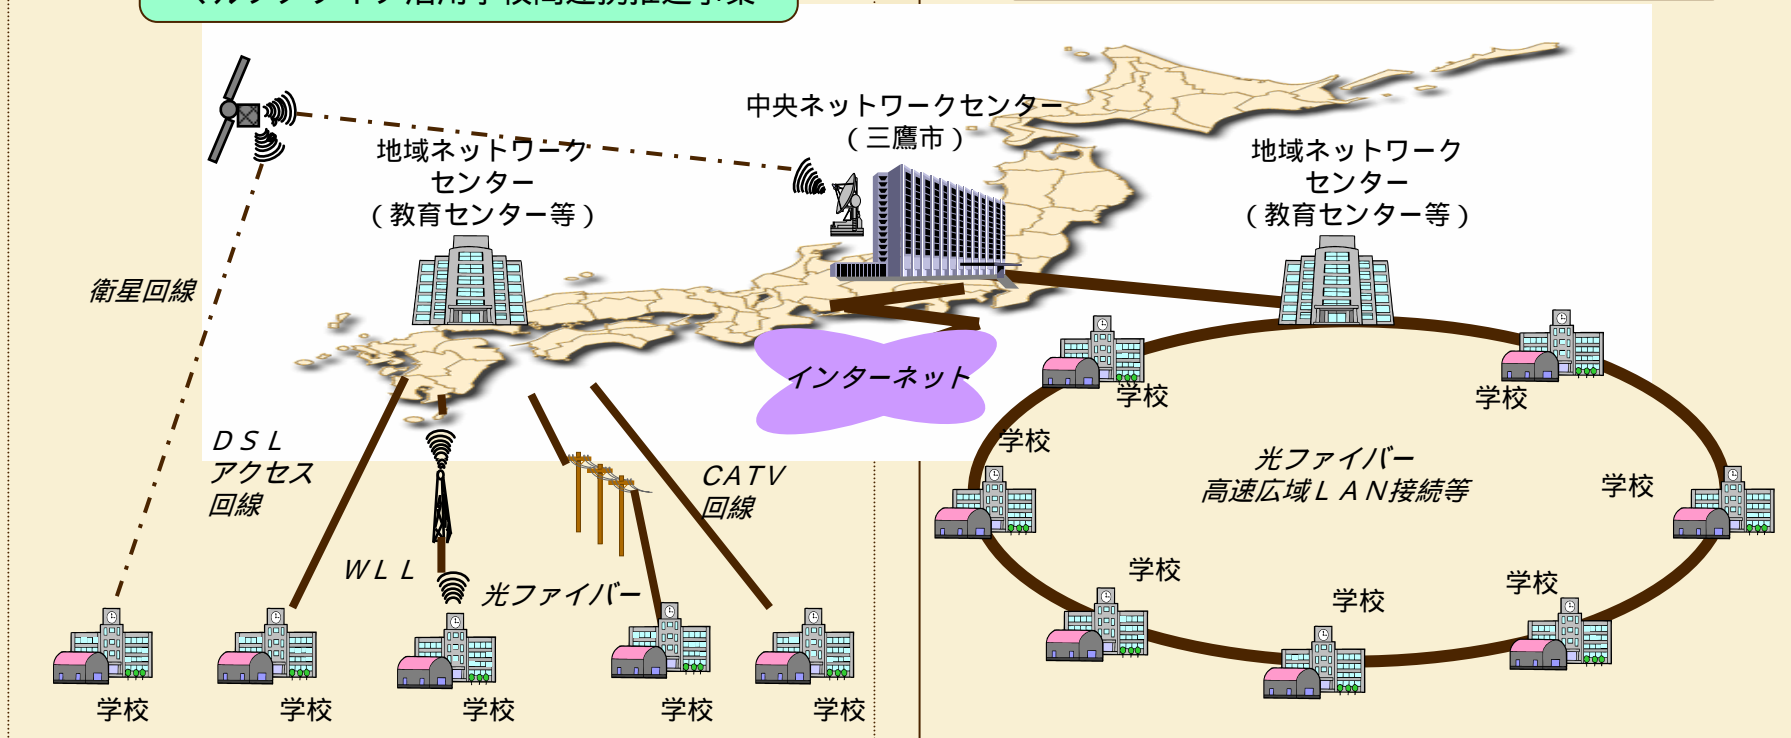 中央ネットワークセンター
（三鷹市）
地域ネットワーク
センター
（教育センター等）
地域ネットワーク
センター
（教育センター等）
衛星回線
インターネット
ＤＳＬ
アクセス
回線
ＷＬＬ
光ファイバー
CATV
回線
学校
学校
学校
学校
学校
学校
学校
学校
光ファイバー
高速広域ＬＡＮ接続等
学校
学校
学校
学校